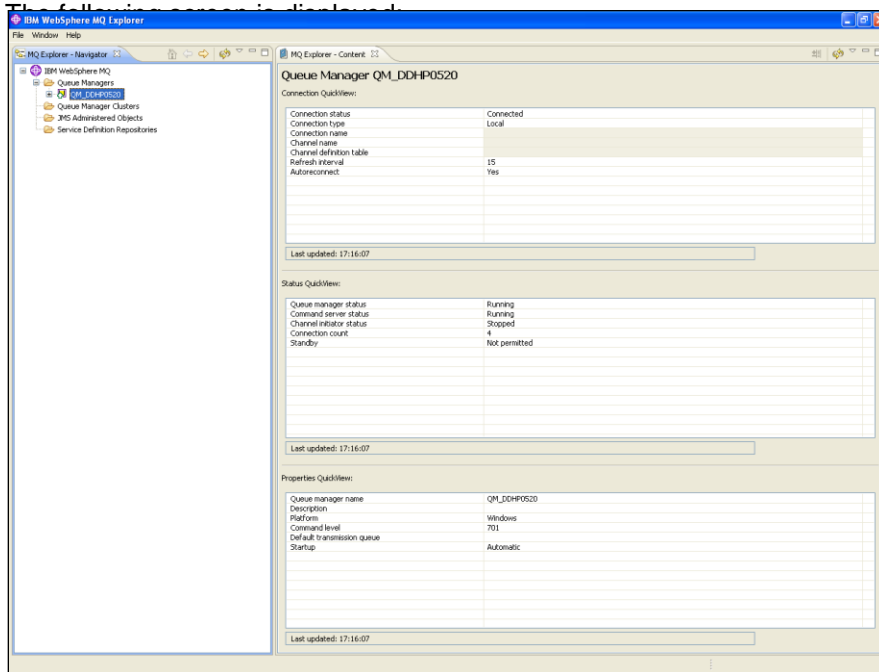 The following screen is displayed:
IBM WebSphere MQ Explorer
File Window Help
MQ Explorer - Navigator
IBM WebSphere MQ
Queue Managers
QM_DDHP0520
Queue Manager Clusters
JMS Administered Objects
Service Definition Repositories
MQ Explorer - Content
Queue Manager QM_DDHP0520
Connection QuickView:
Connection status Connected
Connection type Local
Connection name
Channel name
Channel definition table
Refresh interval 15
Autoreconnect Yes
Last updated: 17:16:07
Status QuickView:
Queue manager status Running
Command server status Running
Channel initiator status Stopped
Connection count 4
Standby Not permitted
Last updated: 17:16:07
Properties QuickView:
Queue manager name QM_DDHP0520
Description
Platform Windows
Command level 701
Default transmission queue
Startup Automatic
Last updated: 17:16:07